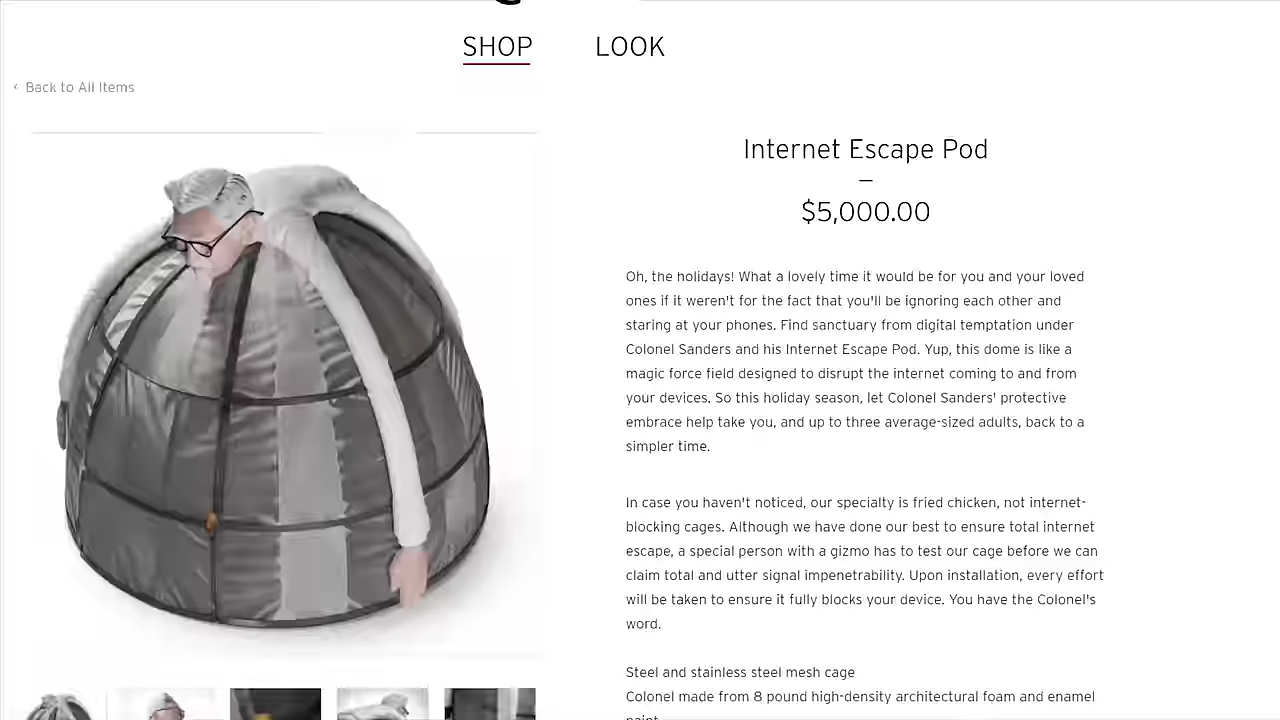 SHOP LOOK
‹ Back to All Items
Internet Escape Pod
—
$5,000.00
Oh, the holidays! What a lovely time it would be for you and your loved
ones if it weren't for the fact that you'll be ignoring each other and
staring at your phones. Find sanctuary from digital temptation under
Colonel Sanders and his Internet Escape Pod. Yup, this dome is like a
magic force field designed to disrupt the internet coming to and from
your devices. So this holiday season, let Colonel Sanders' protective
embrace help take you, and up to three average-sized adults, back to a
simpler time.
In case you haven't noticed, our specialty is fried chicken, not internet-
blocking cages. Although we have done our best to ensure total internet
escape, a special person with a gizmo has to test our cage before we can
claim total and utter signal impenetrability. Upon installation, every effort
will be taken to ensure it fully blocks your device. You have the Colonel's
word.
Steel and stainless steel mesh cage
Colonel made from 8 pound high-density architectural foam and enamel